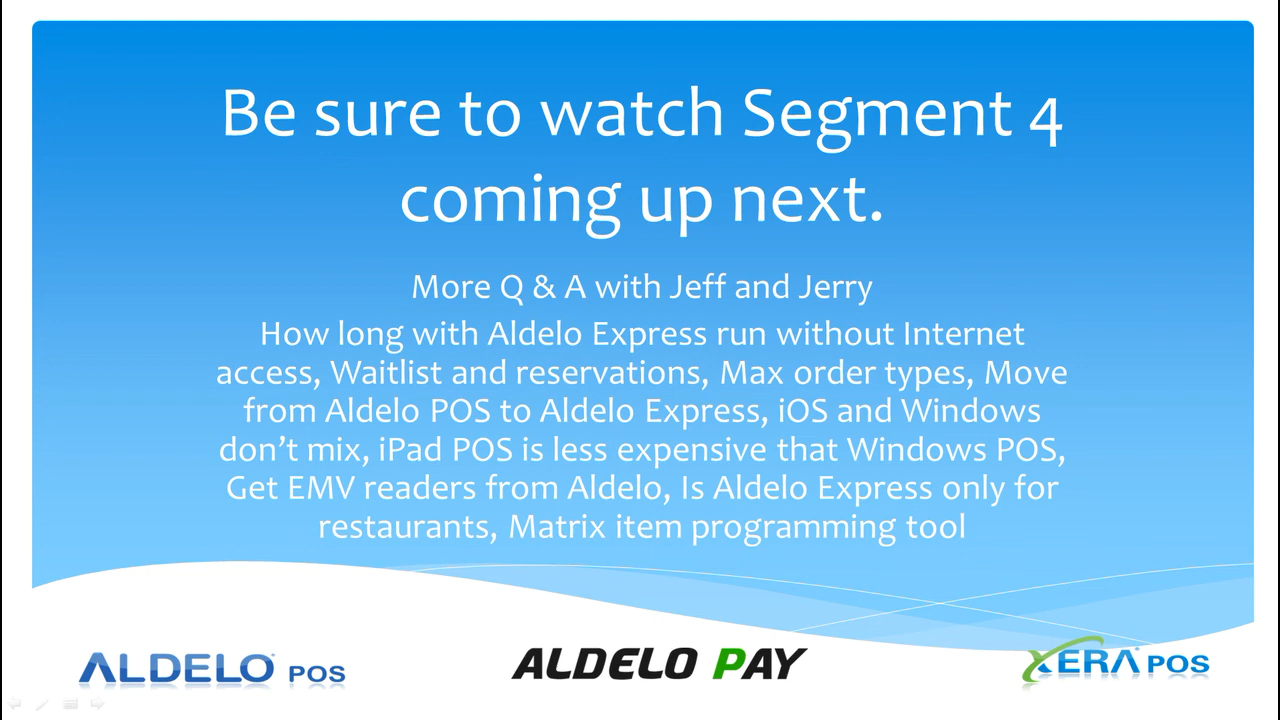 Be sure to watch Segment 4
coming up next.
More Q & A with Jeff and Jerry
How long with Aldelo Express run without Internet
access, Waitlist and reservations, Max order types, Move
from Aldelo POS to Aldelo Express, iOS and Windows
don’t mix, iPad POS is less expensive that Windows POS,
Get EMV readers from Aldelo, Is Aldelo Express only for
restaurants, Matrix item programming tool
ALDELO® POS
ALDELO PAY
XERA® POS